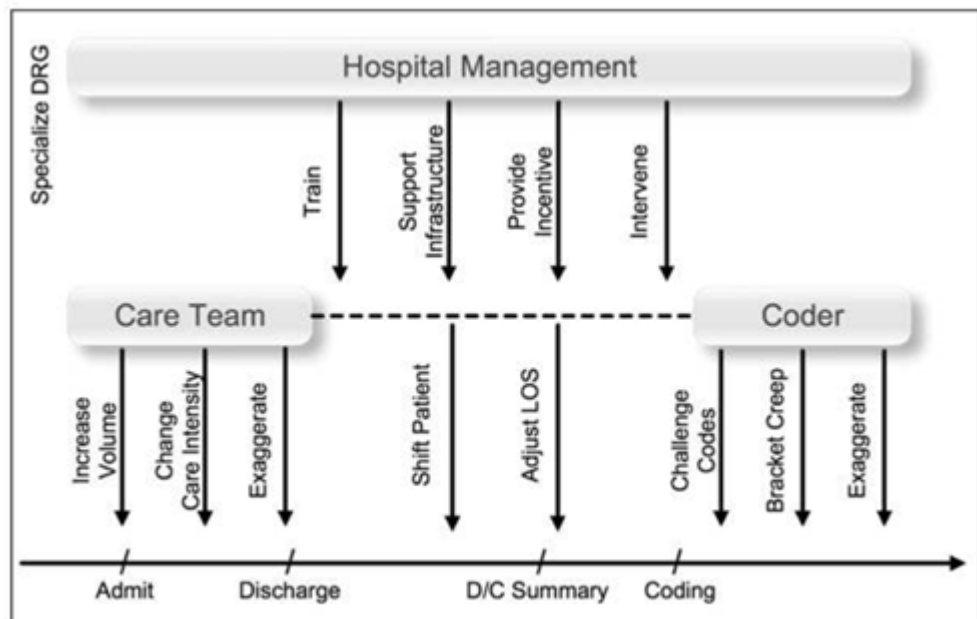 Specialize DRG
Hospital Management
Train
Support
Infrastructure
Provide
Incentive
Intervene
Care Team
Coder
Increase
Volume
Change
Care Intensity
Exaggerate
Shift Patient
Adjust LOS
Challenge
Codes
Bracket Creep
Exaggerate
Admit
Discharge
D/C Summary
Coding